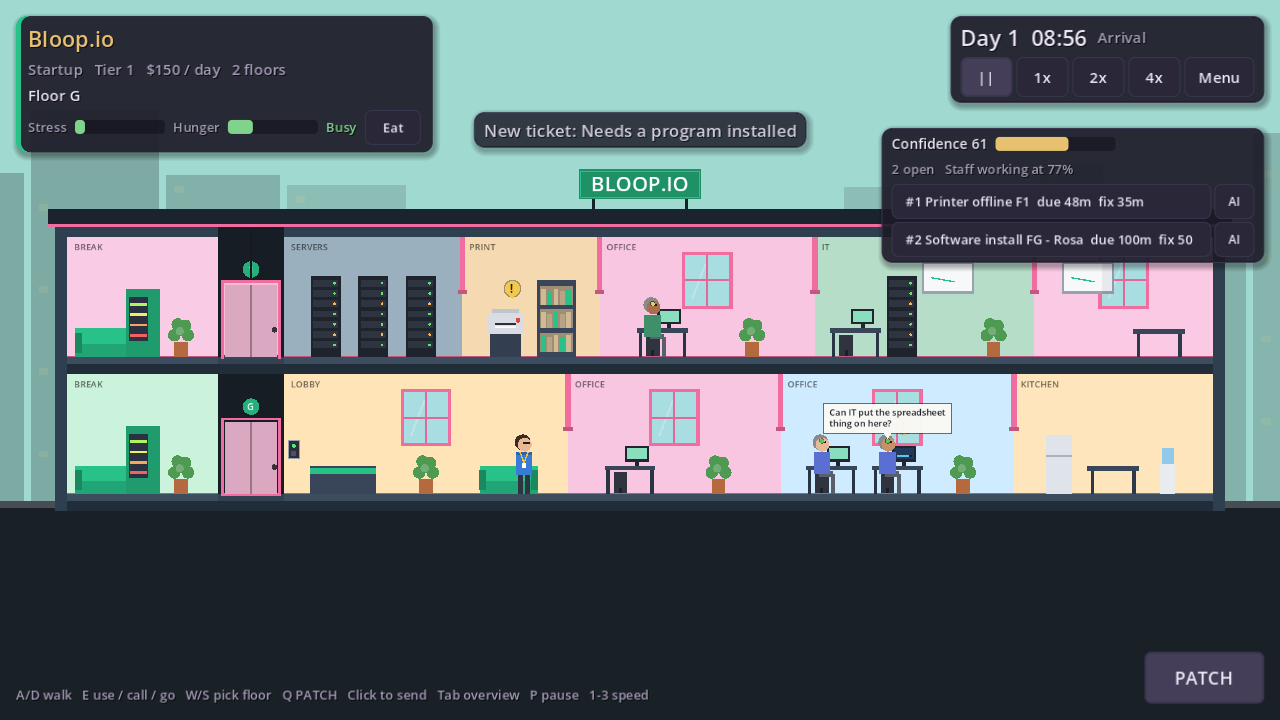 Bloop.io
Startup Tier 1 $150 / day 2 floors
Floor G
Stress Hunger Busy Eat
Day 1 08:56 Arrival
|| 1x 2x 4x Menu
New ticket: Needs a program installed
Confidence 61
2 open Staff working at 77%
#1 Printer offline F1 due 48m fix 35m AI
#2 Software install FG - Rosa due 100m fix 50 AI
BLOOP.IO
BREAK SERVERS PRINT OFFICE IT
1
!
BREAK LOBBY OFFICE OFFICE KITCHEN
G
Can IT put the spreadsheet
thing on here?
PATCH
A/D walk E use / call / go W/S pick floor Q PATCH Click to send Tab overview P pause 1-3 speed